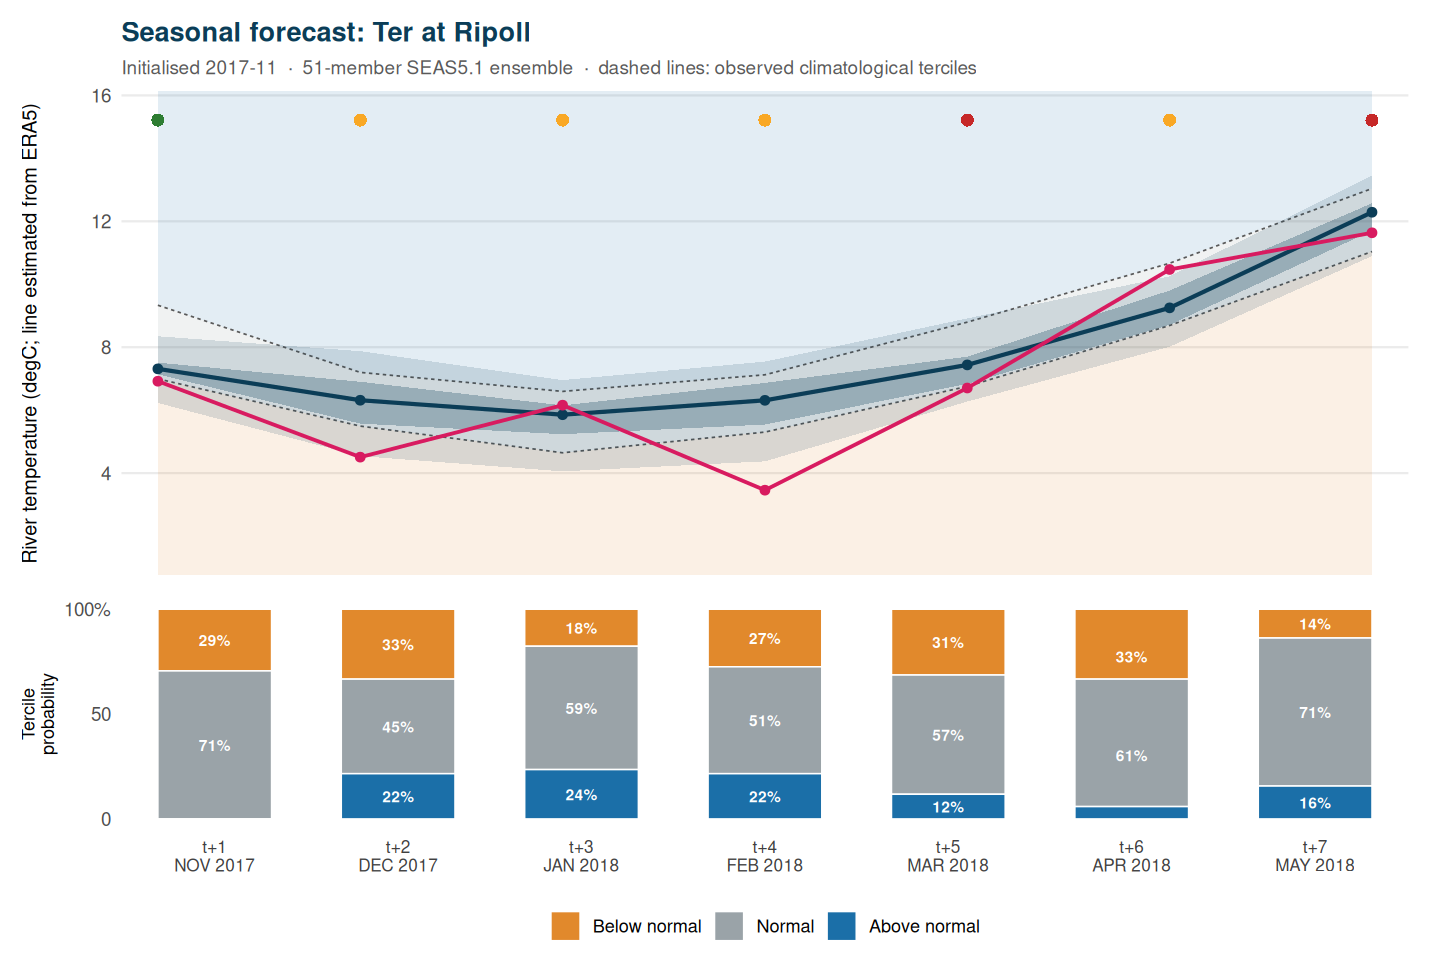 Seasonal forecast: Ter at Ripoll
Initialised 2017-11 · 51-member SEAS5.1 ensemble · dashed lines: observed climatological terciles
River temperature (degC; line estimated from ERA5)
16
12
8
4
Tercile
probability
100%
50
0
29%
71%
33%
45%
22%
18%
59%
24%
27%
51%
22%
31%
57%
12%
33%
61%
14%
71%
16%
t+1
NOV 2017
t+2
DEC 2017
t+3
JAN 2018
t+4
FEB 2018
t+5
MAR 2018
t+6
APR 2018
t+7
MAY 2018
Below normal
Normal
Above normal